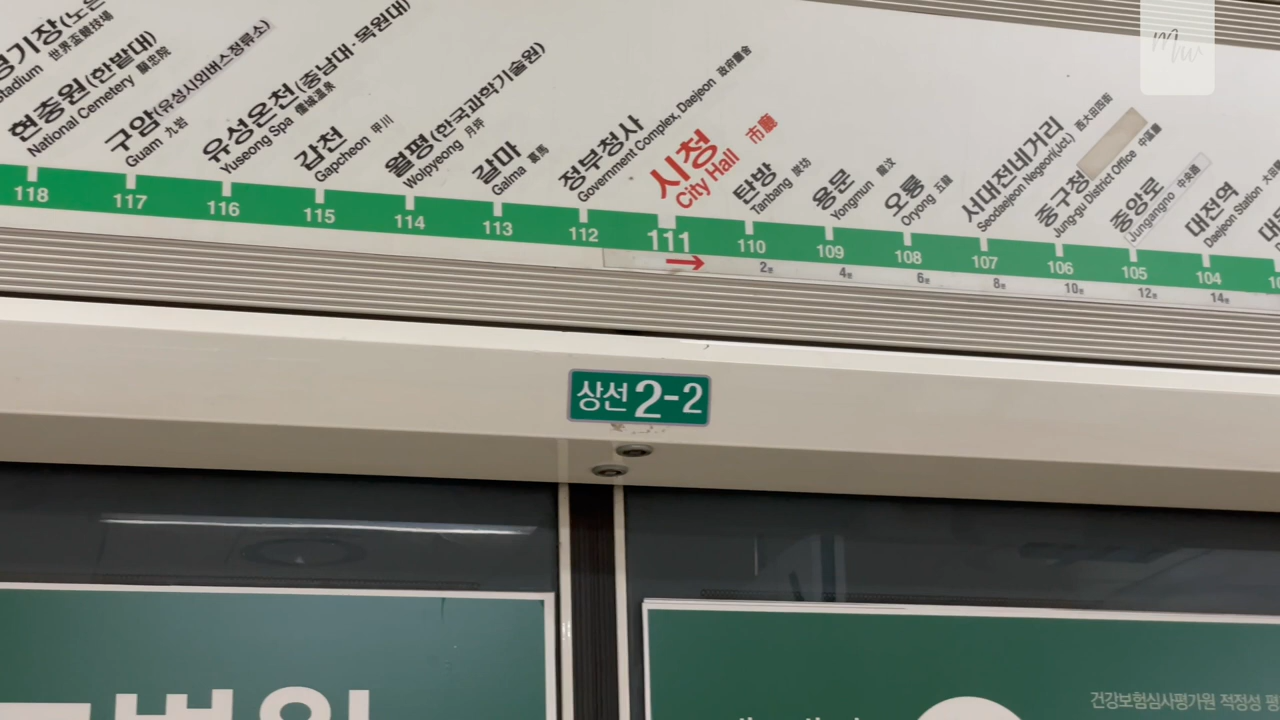 경기장(노은
Stadium 世界盃競技場
현충원(한밭대)
National Cemetery 顯忠院
구암(유성시외버스정류소)
Guam 九岩
유성온천(충남대·목원대)
Yuseong Spa 儒城溫泉
갑천
Gapcheon 甲川
월평(한국과학기술원)
Wolpyeong 月坪
갈마
Galma 葛馬
정부청사
Government Complex, Daejeon 政府廳舍
시청
City Hall 市廳
탄방
Tanbang 炭坊
용문
Yongmun 龍汶
오룡
Oryong 五龍
서대전네거리
Seodaejeon Negeori(Jct.) 西大田四街
중구청
Jung-gu District Office 中區廳
중앙로
Jungangno 中央路
대전역
Daejeon Station
118 117 116 115 114 113 112 111 110 109 108 107 106 105 104
→ 2분 4분 6분 8분 10분 12분 14분
상선 2-2
병원
건강보험심사평가원 적정성 평
mw